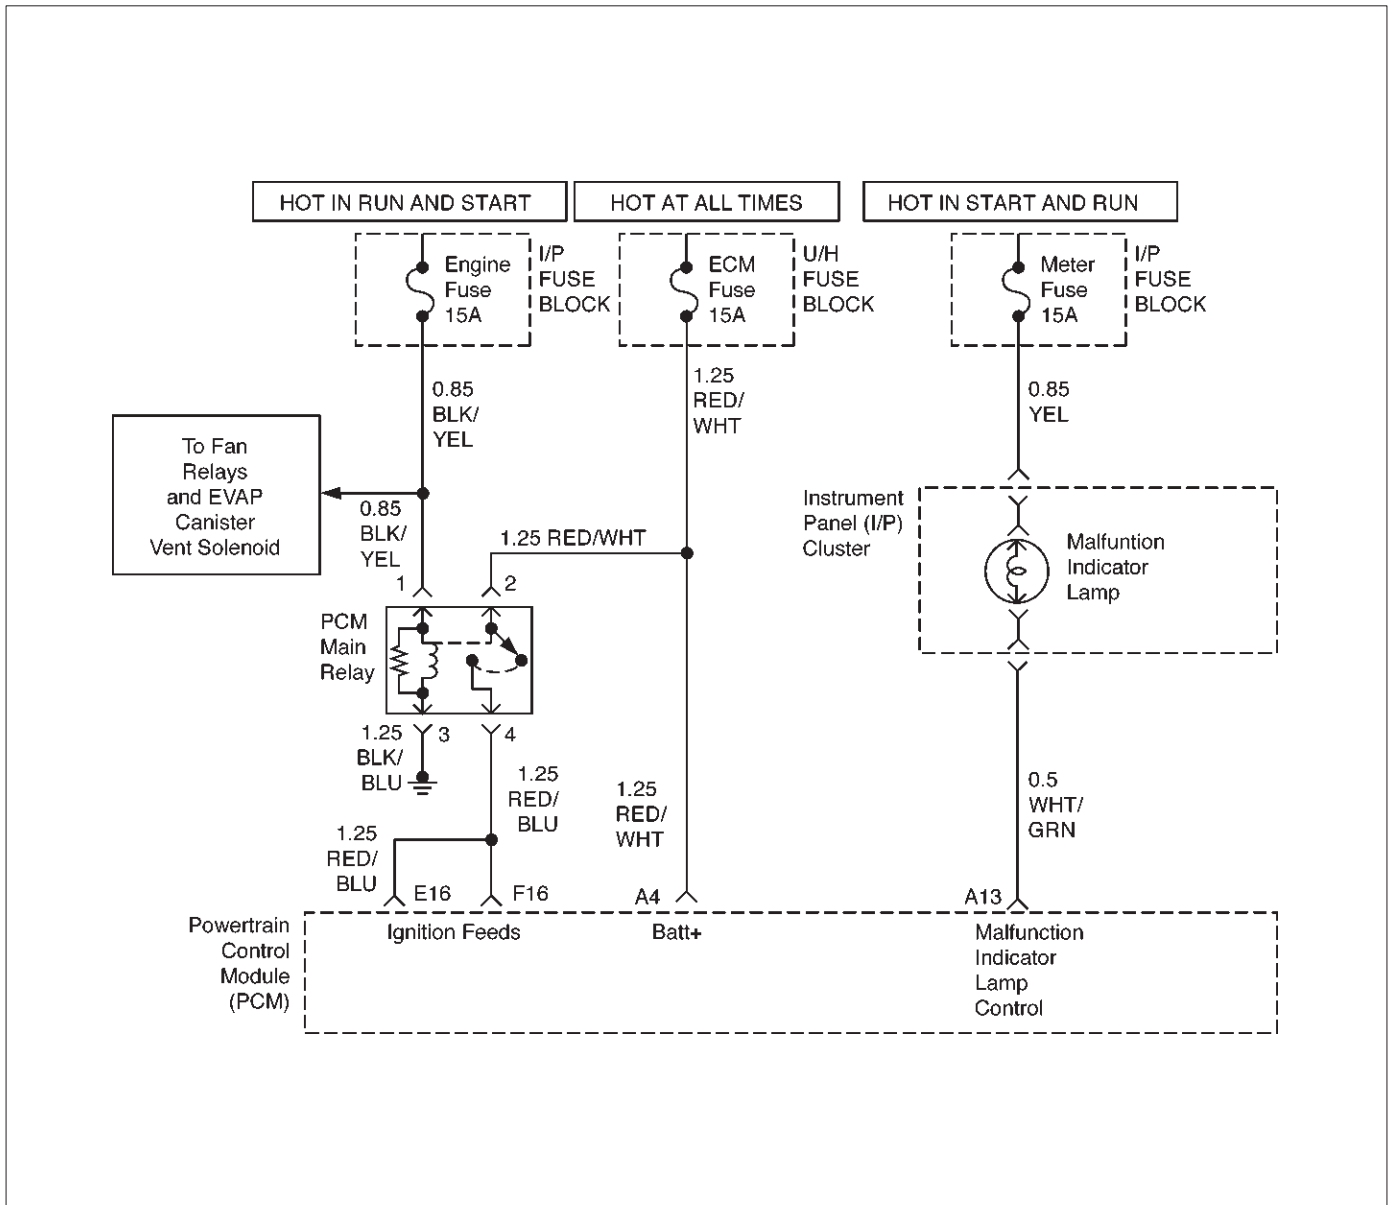 HOT IN RUN AND START
HOT AT ALL TIMES
HOT IN START AND RUN
Engine
Fuse
15A
I/P
FUSE
BLOCK
ECM
Fuse
15A
U/H
FUSE
BLOCK
Meter
Fuse
15A
I/P
FUSE
BLOCK
0.85
BLK/
YEL
1.25
RED/
WHT
0.85
YEL
To Fan
Relays
and EVAP
Canister
Vent Solenoid
0.85
BLK/
YEL
1.25 RED/WHT
Instrument
Panel (I/P)
Cluster
Malfuntion
Indicator
Lamp
1
2
PCM
Main
Relay
3
4
1.25
BLK/
BLU
1.25
RED/
BLU
1.25
RED/
WHT
0.5
WHT/
GRN
1.25
RED/
BLU
E16
F16
A4
A13
Powertrain
Control
Module
(PCM)
Ignition Feeds
Batt+
Malfunction
Indicator
Lamp
Control